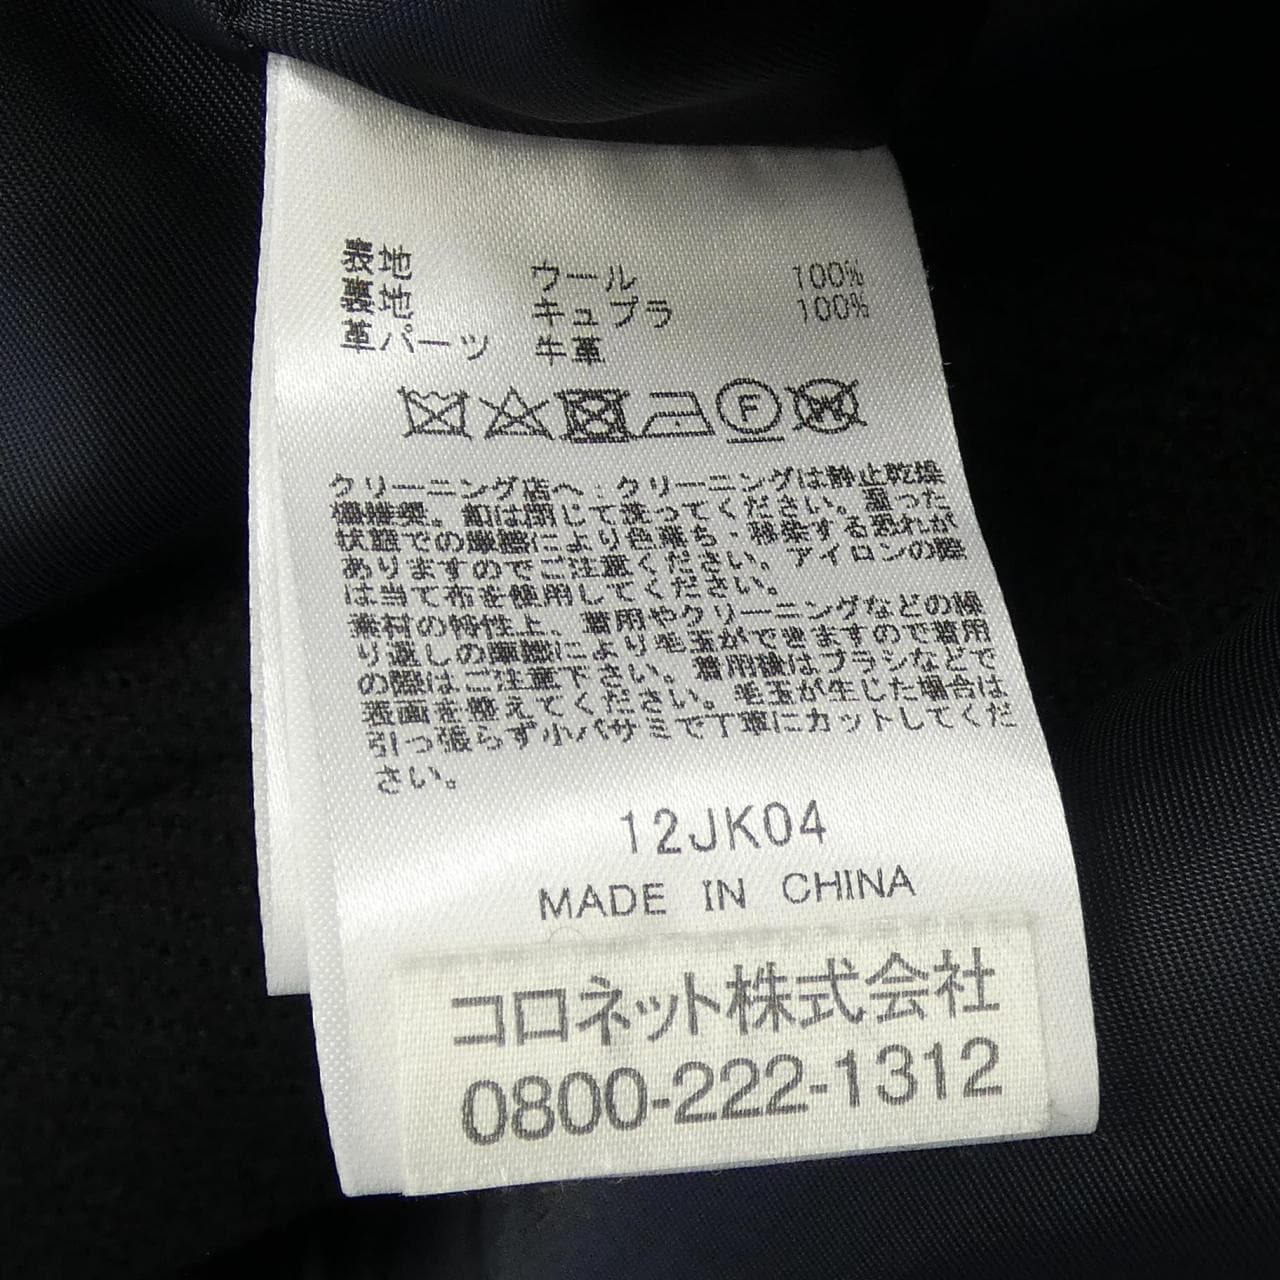 表地 ウール 100%
裏地 キュプラ 100%
革パーツ 牛革
F W
クリーニング店へ:クリーニングは静止乾燥
優推奨。釦は閉じて洗ってください。湿った
状態での摩擦により色落ち・移染する恐れが
ありますのでご注意ください。アイロンの際
は当て布を使用してください。
素材の特性上、着用やクリーニングなどの繰
り返しの摩擦により毛玉ができますので着用
の際はご注意下さい。着用後はブラシなどで
表面を整えてください。毛玉が生じた場合は
引っ張らず小バサミで丁寧にカットしてくだ
さい。
12JK04
MADE IN CHINA
コロネット株式会社
0800-222-1312